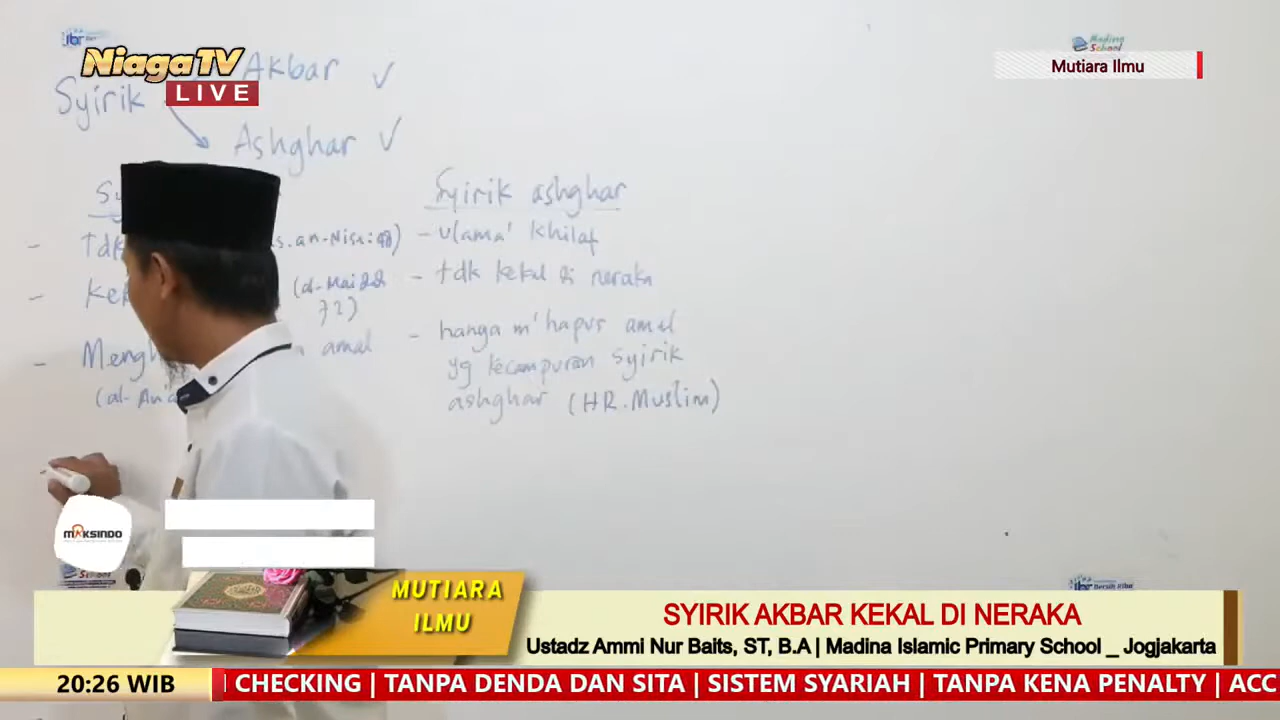 NiagaTV
LIVE
Mutiara Ilmu
Syirik Akbar ✓
Ashghar ✓
Syirik ashghar
- Tdk
- ulama' khilaf
(al-Maidah
72)
- tdk kekal di neraka
- Mengh
amal
- hanya m'hapus amal
yg kecampuran syirik
ashghar (HR. Muslim)
MAKSINDO
MUTIARA
ILMU
SYIRIK AKBAR KEKAL DI NERAKA
Ustadz Ammi Nur Baits, ST, B.A | Madina Islamic Primary School _ Jogjakarta
20:26 WIB
CHECKING | TANPA DENDA DAN SITA | SISTEM SYARIAH | TANPA KENA PENALTY | ACC